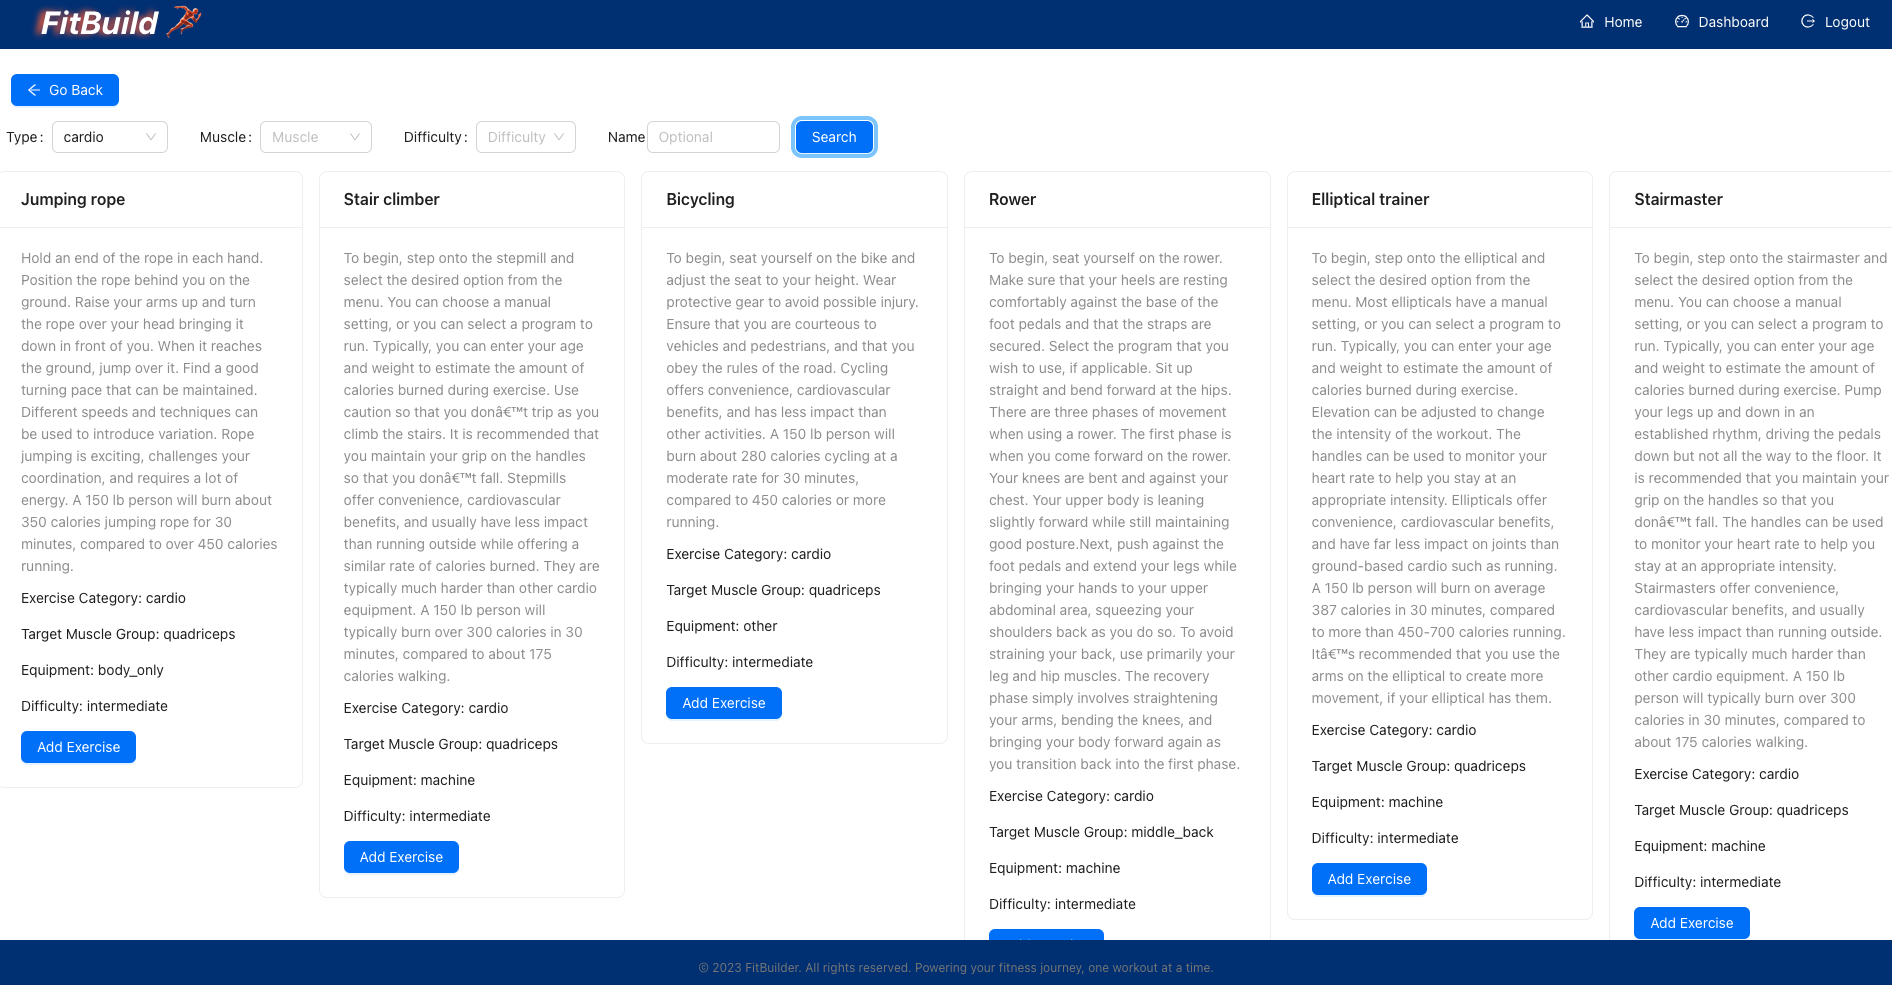 FitBuild
Home
Dashboard
Logout
Go Back
Type :
cardio
Muscle :
Muscle
Difficulty :
Difficulty
Name
Optional
Search
Jumping rope
Hold an end of the rope in each hand.
Position the rope behind you on the
ground. Raise your arms up and turn
the rope over your head bringing it
down in front of you. When it reaches
the ground, jump over it. Find a good
turning pace that can be maintained.
Different speeds and techniques can
be used to introduce variation. Rope
jumping is exciting, challenges your
coordination, and requires a lot of
energy. A 150 lb person will burn about
350 calories jumping rope for 30
minutes, compared to over 450 calories
running.
Exercise Category: cardio
Target Muscle Group: quadriceps
Equipment: body_only
Difficulty: intermediate
Add Exercise
Stair climber
To begin, step onto the stepmill and
select the desired option from the
menu. You can choose a manual
setting, or you can select a program to
run. Typically, you can enter your age
and weight to estimate the amount of
calories burned during exercise. Use
caution so that you donâ€™t trip as you
climb the stairs. It is recommended that
you maintain your grip on the handles
so that you donâ€™t fall. Stepmills
offer convenience, cardiovascular
benefits, and usually have less impact
than running outside while offering a
similar rate of calories burned. They are
typically much harder than other cardio
equipment. A 150 lb person will
typically burn over 300 calories in 30
minutes, compared to about 175
calories walking.
Exercise Category: cardio
Target Muscle Group: quadriceps
Equipment: machine
Difficulty: intermediate
Add Exercise
Bicycling
To begin, seat yourself on the bike and
adjust the seat to your height. Wear
protective gear to avoid possible injury.
Ensure that you are courteous to
vehicles and pedestrians, and that you
obey the rules of the road. Cycling
offers convenience, cardiovascular
benefits, and has less impact than
other activities. A 150 lb person will
burn about 280 calories cycling at a
moderate rate for 30 minutes,
compared to 450 calories or more
running.
Exercise Category: cardio
Target Muscle Group: quadriceps
Equipment: other
Difficulty: intermediate
Add Exercise
Rower
To begin, seat yourself on the rower.
Make sure that your heels are resting
comfortably against the base of the
foot pedals and that the straps are
secured. Select the program that you
wish to use, if applicable. Sit up
straight and bend forward at the hips.
There are three phases of movement
when using a rower. The first phase is
when you come forward on the rower.
Your knees are bent and against your
chest. Your upper body is leaning
slightly forward while still maintaining
good posture.Next, push against the
foot pedals and extend your legs while
bringing your hands to your upper
abdominal area, squeezing your
shoulders back as you do so. To avoid
straining your back, use primarily your
leg and hip muscles. The recovery
phase simply involves straightening
your arms, bending the knees, and
bringing your body forward again as
you transition back into the first phase.
Exercise Category: cardio
Target Muscle Group: middle_back
Equipment: machine
Difficulty: intermediate
Elliptical trainer
To begin, step onto the elliptical and
select the desired option from the
menu. Most ellipticals have a manual
setting, or you can select a program to
run. Typically, you can enter your age
and weight to estimate the amount of
calories burned during exercise.
Elevation can be adjusted to change
the intensity of the workout. The
handles can be used to monitor your
heart rate to help you stay at an
appropriate intensity. Ellipticals offer
convenience, cardiovascular benefits,
and have far less impact on joints than
ground-based cardio such as running.
A 150 lb person will burn on average
387 calories in 30 minutes, compared
to more than 450-700 calories running.
Itâ€™s recommended that you use the
arms on the elliptical to create more
movement, if your elliptical has them.
Exercise Category: cardio
Target Muscle Group: quadriceps
Equipment: machine
Difficulty: intermediate
Add Exercise
Stairmaster
To begin, step onto the stairmaster and
select the desired option from the
menu. You can choose a manual
setting, or you can select a program to
run. Typically, you can enter your age
and weight to estimate the amount of
calories burned during exercise. Pump
your legs up and down in an
established rhythm, driving the pedals
down but not all the way to the floor. It
is recommended that you maintain your
grip on the handles so that you
donâ€™t fall. The handles can be used
to monitor your heart rate to help you
stay at an appropriate intensity.
Stairmasters offer convenience,
cardiovascular benefits, and usually
have less impact than running outside.
They are typically much harder than
other cardio equipment. A 150 lb
person will typically burn over 300
calories in 30 minutes, compared to
about 175 calories walking.
Exercise Category: cardio
Target Muscle Group: quadriceps
Equipment: machine
Difficulty: intermediate
Add Exercise
© 2023 FitBuilder. All rights reserved. Powering your fitness journey, one workout at a time.